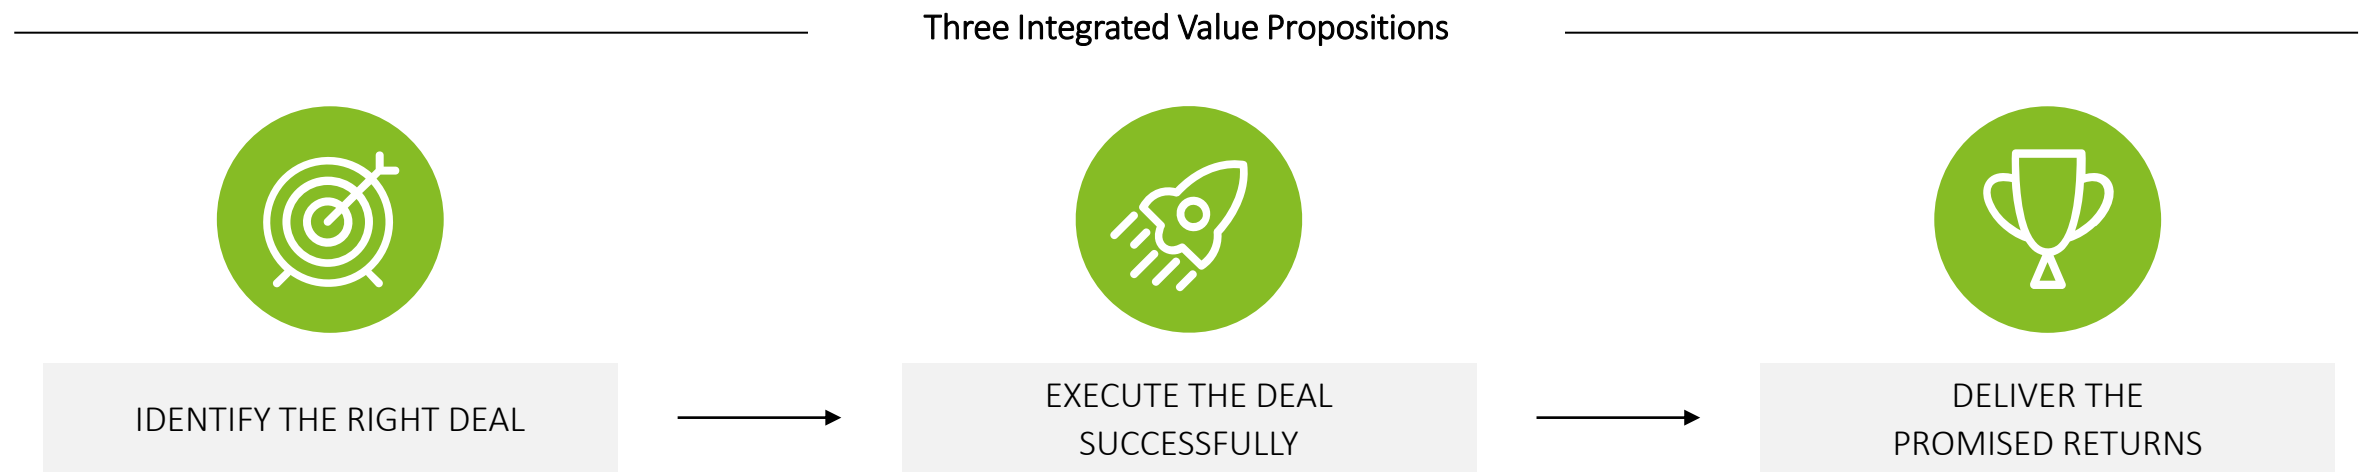 Three Integrated Value Propositions
IDENTIFY THE RIGHT DEAL
EXECUTE THE DEAL
SUCCESSFULLY
DELIVER THE
PROMISED RETURNS